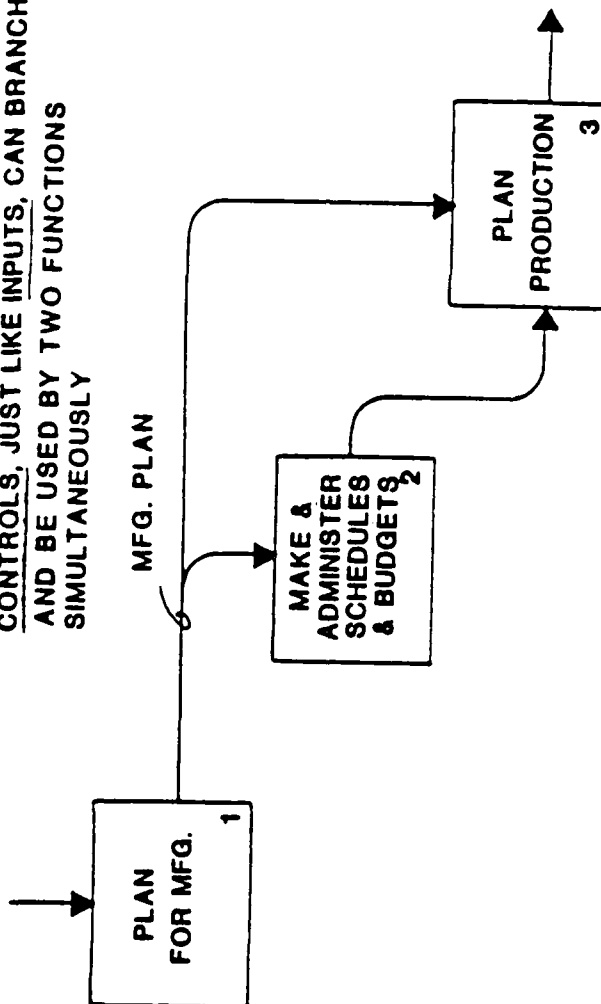 CONTROLS, JUST LIKE INPUTS, CAN BRANCH
AND BE USED BY TWO FUNCTIONS
SIMULTANEOUSLY
MFG. PLAN
PLAN
FOR MFG.
1
MAKE &
ADMINISTER
SCHEDULES
& BUDGETS
2
PLAN
PRODUCTION
3